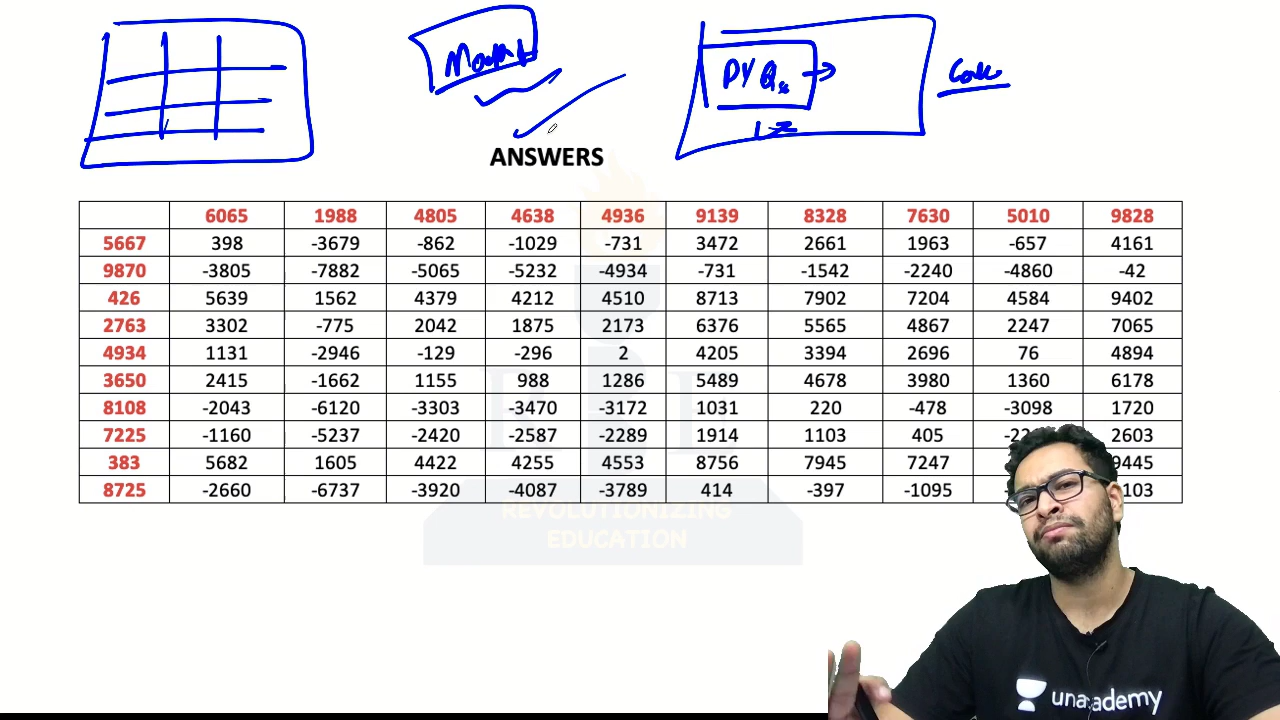 PYQs
Calc
ANSWERS
6065 1988 4805 4638 4936 9139 8328 7630 5010 9828
5667 398 -3679 -862 -1029 -731 3472 2661 1963 -657 4161
9870 -3805 -7882 -5065 -5232 -4934 -731 -1542 -2240 -4860 -42
426 5639 1562 4379 4212 4510 8713 7902 7204 4584 9402
2763 3302 -775 2042 1875 2173 6376 5565 4867 2247 7065
4934 1131 -2946 -129 -296 2 4205 3394 2696 76 4894
3650 2415 -1662 1155 988 1286 5489 4678 3980 1360 6178
8108 -2043 -6120 -3303 -3470 -3172 1031 220 -478 -3098 1720
7225 -1160 -5237 -2420 -2587 -2289 1914 1103 405 2603
383 5682 1605 4422 4255 4553 8756 7945 7247 9445
8725 -2660 -6737 -3920 -4087 -3789 414 -397 -1095 103
REVOLUTIONIZING
EDUCATION
unacademy